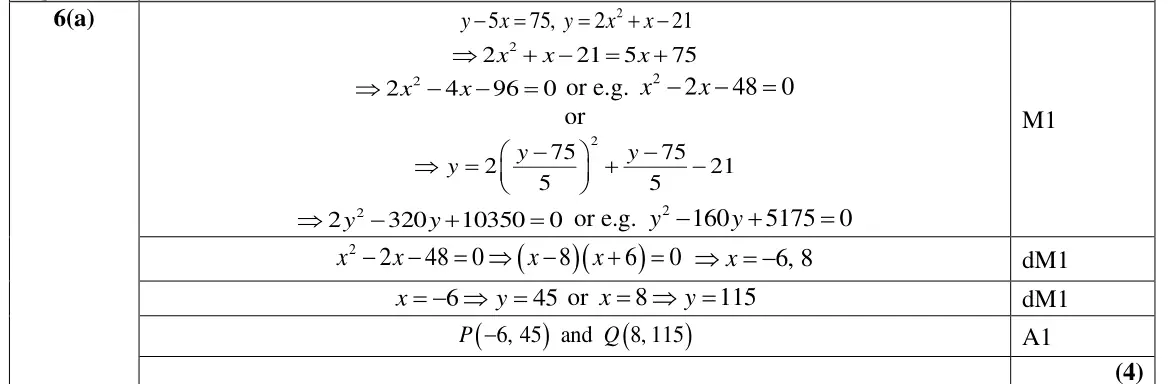 6(a)
y−5x=75, y=2x²+x−21
⇒2x²+x−21=5x+75
⇒2x²−4x−96=0 or e.g. x²−2x−48=0
or
M1
⇒ y=2((y−75)/5)²+(y−75)/5−21
⇒2y²−320y+10350=0 or e.g. y²−160y+5175=0
x²−2x−48=0⇒(x−8)(x+6)=0 ⇒x=−6, 8 dM1
x=−6⇒y=45 or x=8⇒y=115 dM1
P(−6, 45) and Q(8, 115) A1
(4)